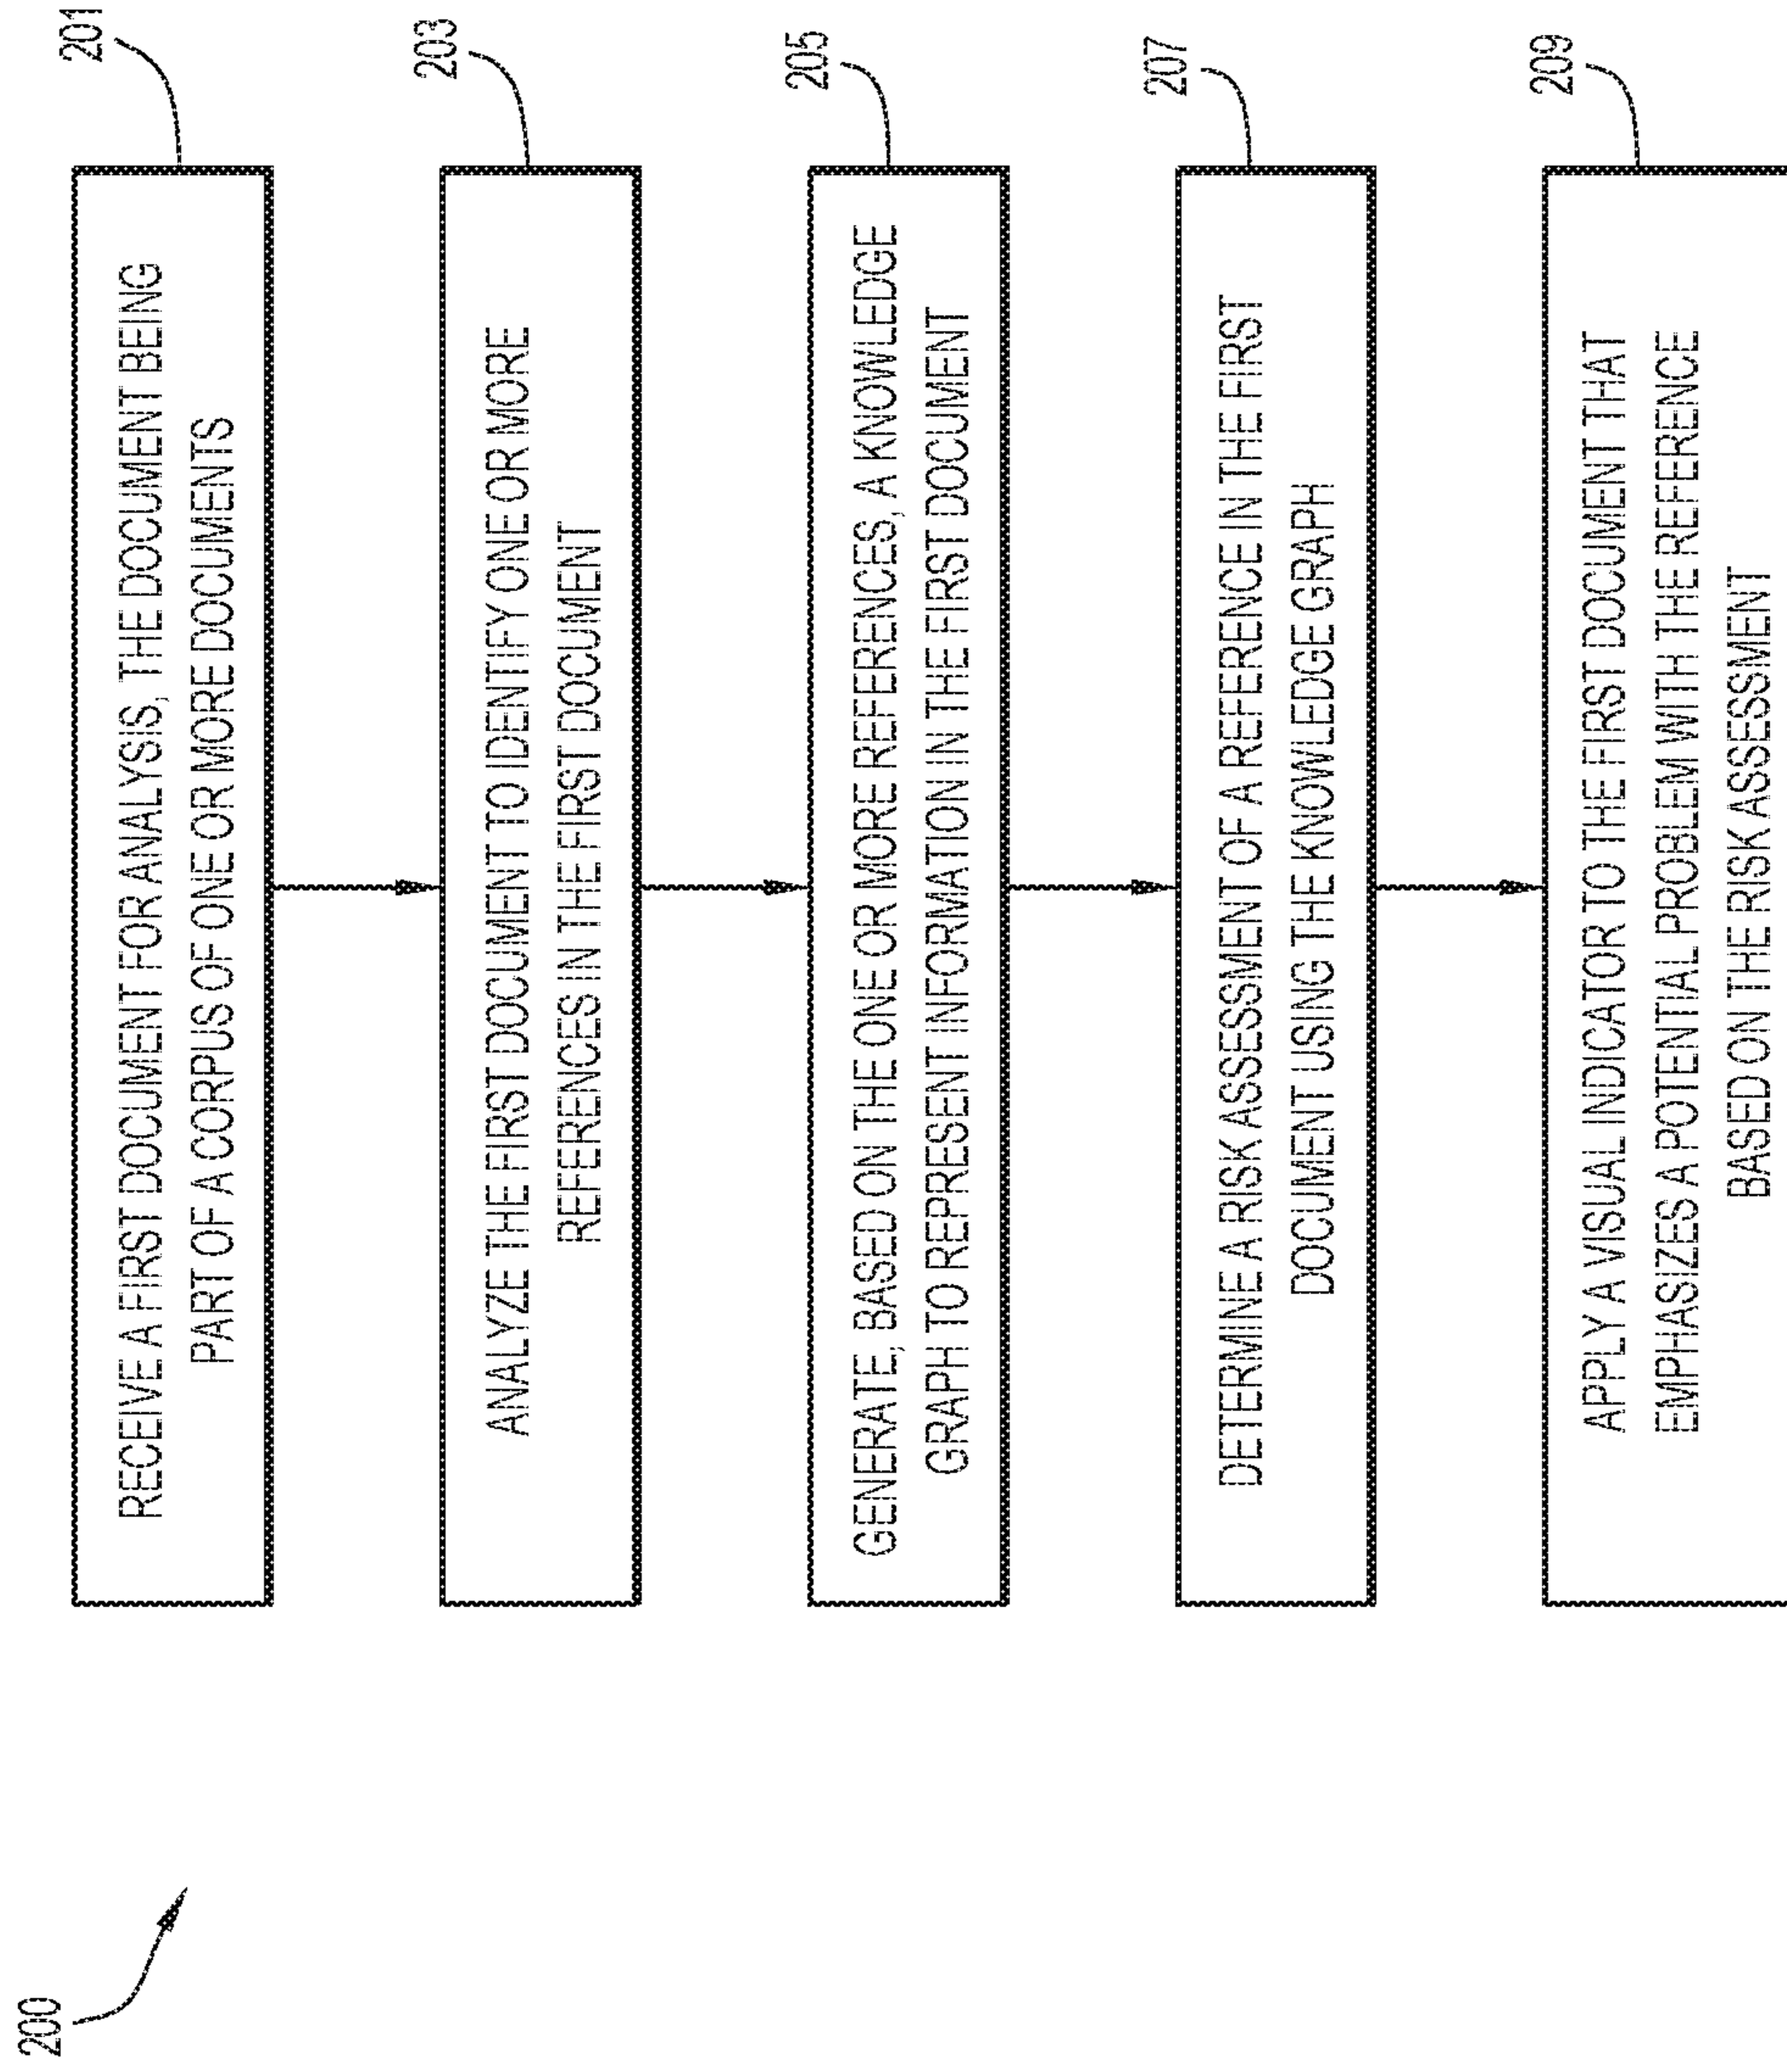 200
201
RECEIVE A FIRST DOCUMENT FOR ANALYSIS, THE DOCUMENT BEING
PART OF A CORPUS OF ONE OR MORE DOCUMENTS
203
ANALYZE THE FIRST DOCUMENT TO IDENTIFY ONE OR MORE
REFERENCES IN THE FIRST DOCUMENT
205
GENERATE, BASED ON THE ONE OR MORE REFERENCES, A KNOWLEDGE
GRAPH TO REPRESENT INFORMATION IN THE FIRST DOCUMENT
207
DETERMINE A RISK ASSESSMENT OF A REFERENCE IN THE FIRST
DOCUMENT USING THE KNOWLEDGE GRAPH
209
APPLY A VISUAL INDICATOR TO THE FIRST DOCUMENT THAT
EMPHASIZES A POTENTIAL PROBLEM WITH THE REFERENCE
BASED ON THE RISK ASSESSMENT